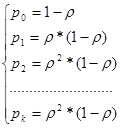 p₀ = 1 - ρ
p₁ = ρ * (1 - ρ)
p₂ = ρ² * (1 - ρ)
..............................
pₖ = ρ² * (1 - ρ)